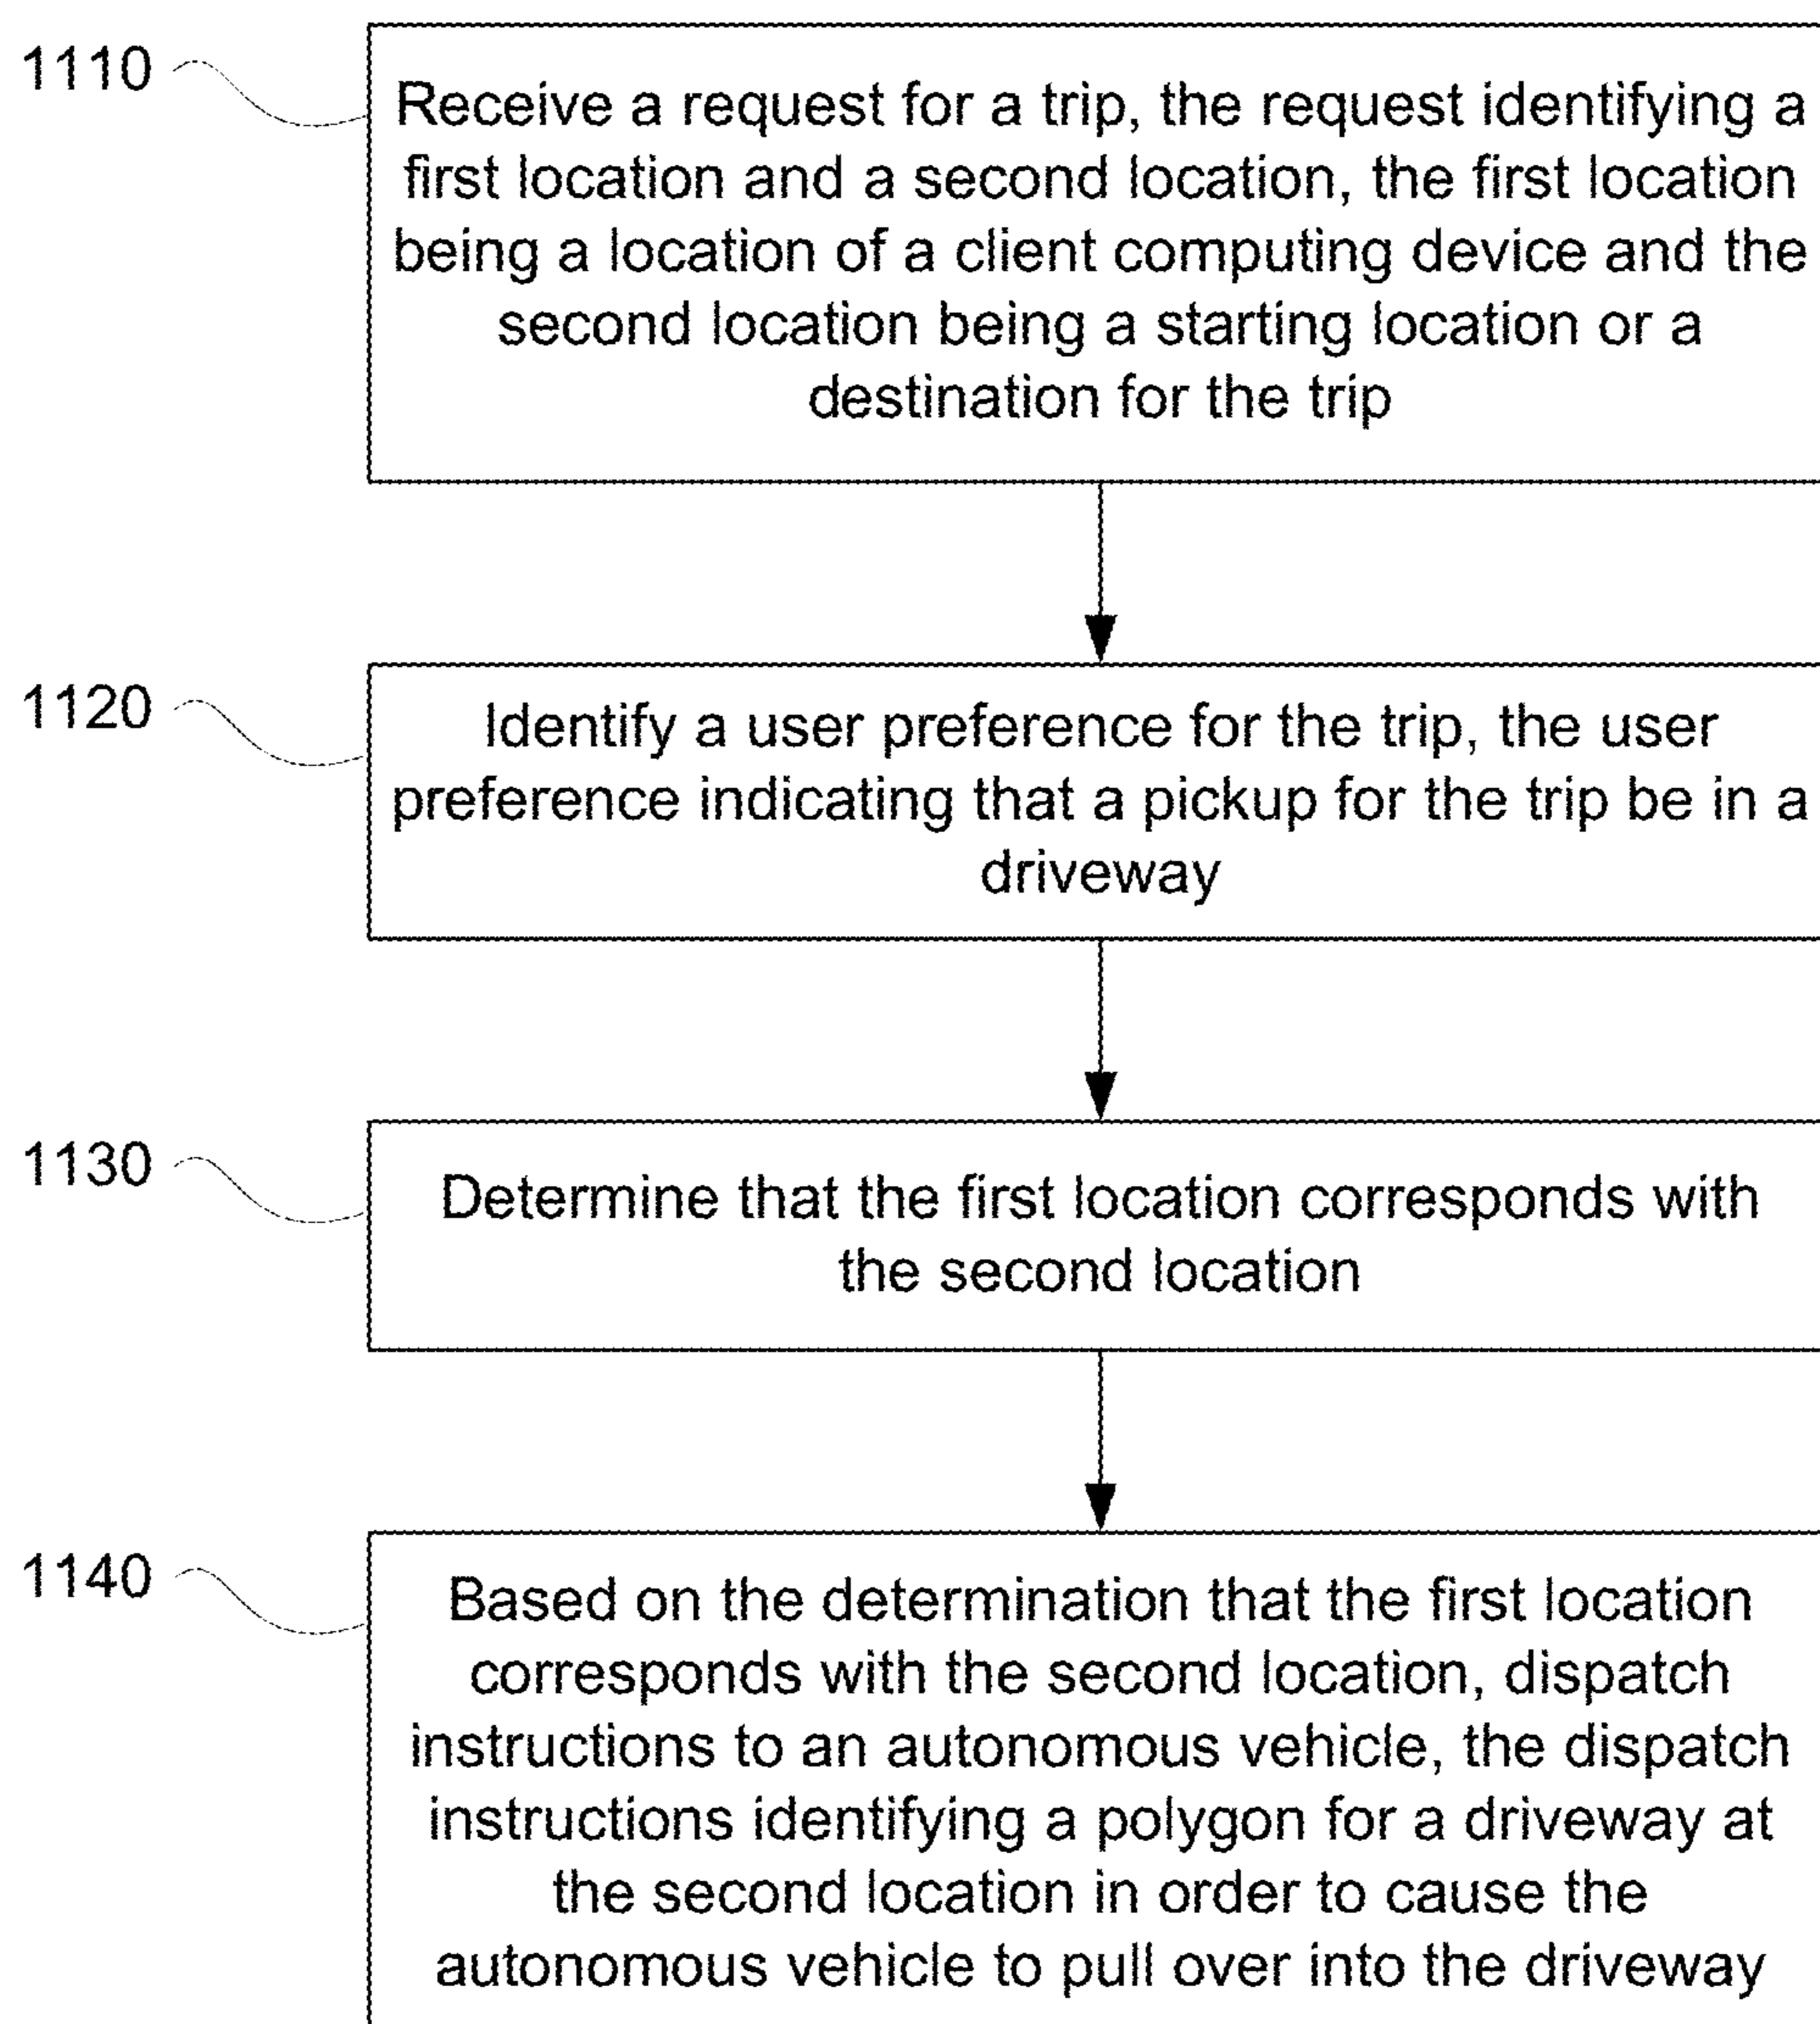 1110
Receive a request for a trip, the request identifying a
first location and a second location, the first location
being a location of a client computing device and the
second location being a starting location or a
destination for the trip
1120
Identify a user preference for the trip, the user
preference indicating that a pickup for the trip be in a
driveway
1130
Determine that the first location corresponds with
the second location
1140
Based on the determination that the first location
corresponds with the second location, dispatch
instructions to an autonomous vehicle, the dispatch
instructions identifying a polygon for a driveway at
the second location in order to cause the
autonomous vehicle to pull over into the driveway